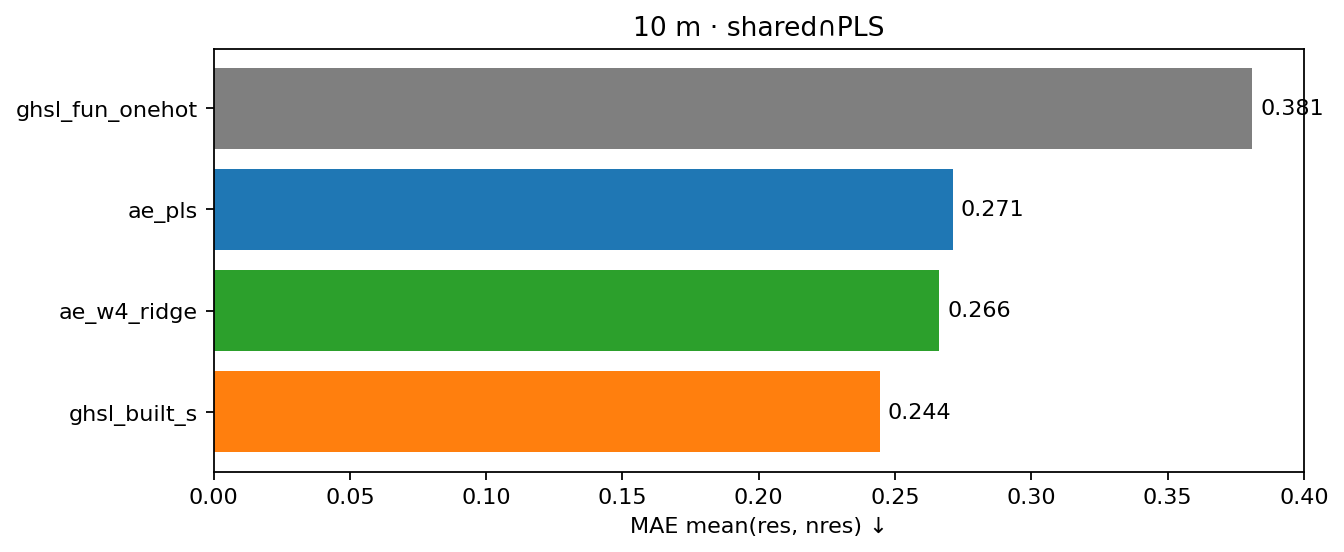 10 m · shared∩PLS
ghsl_fun_onehot
0.381
ae_pls
0.271
ae_w4_ridge
0.266
ghsl_built_s
0.244
0.00 0.05 0.10 0.15 0.20 0.25 0.30 0.35 0.40
MAE mean(res, nres) ↓